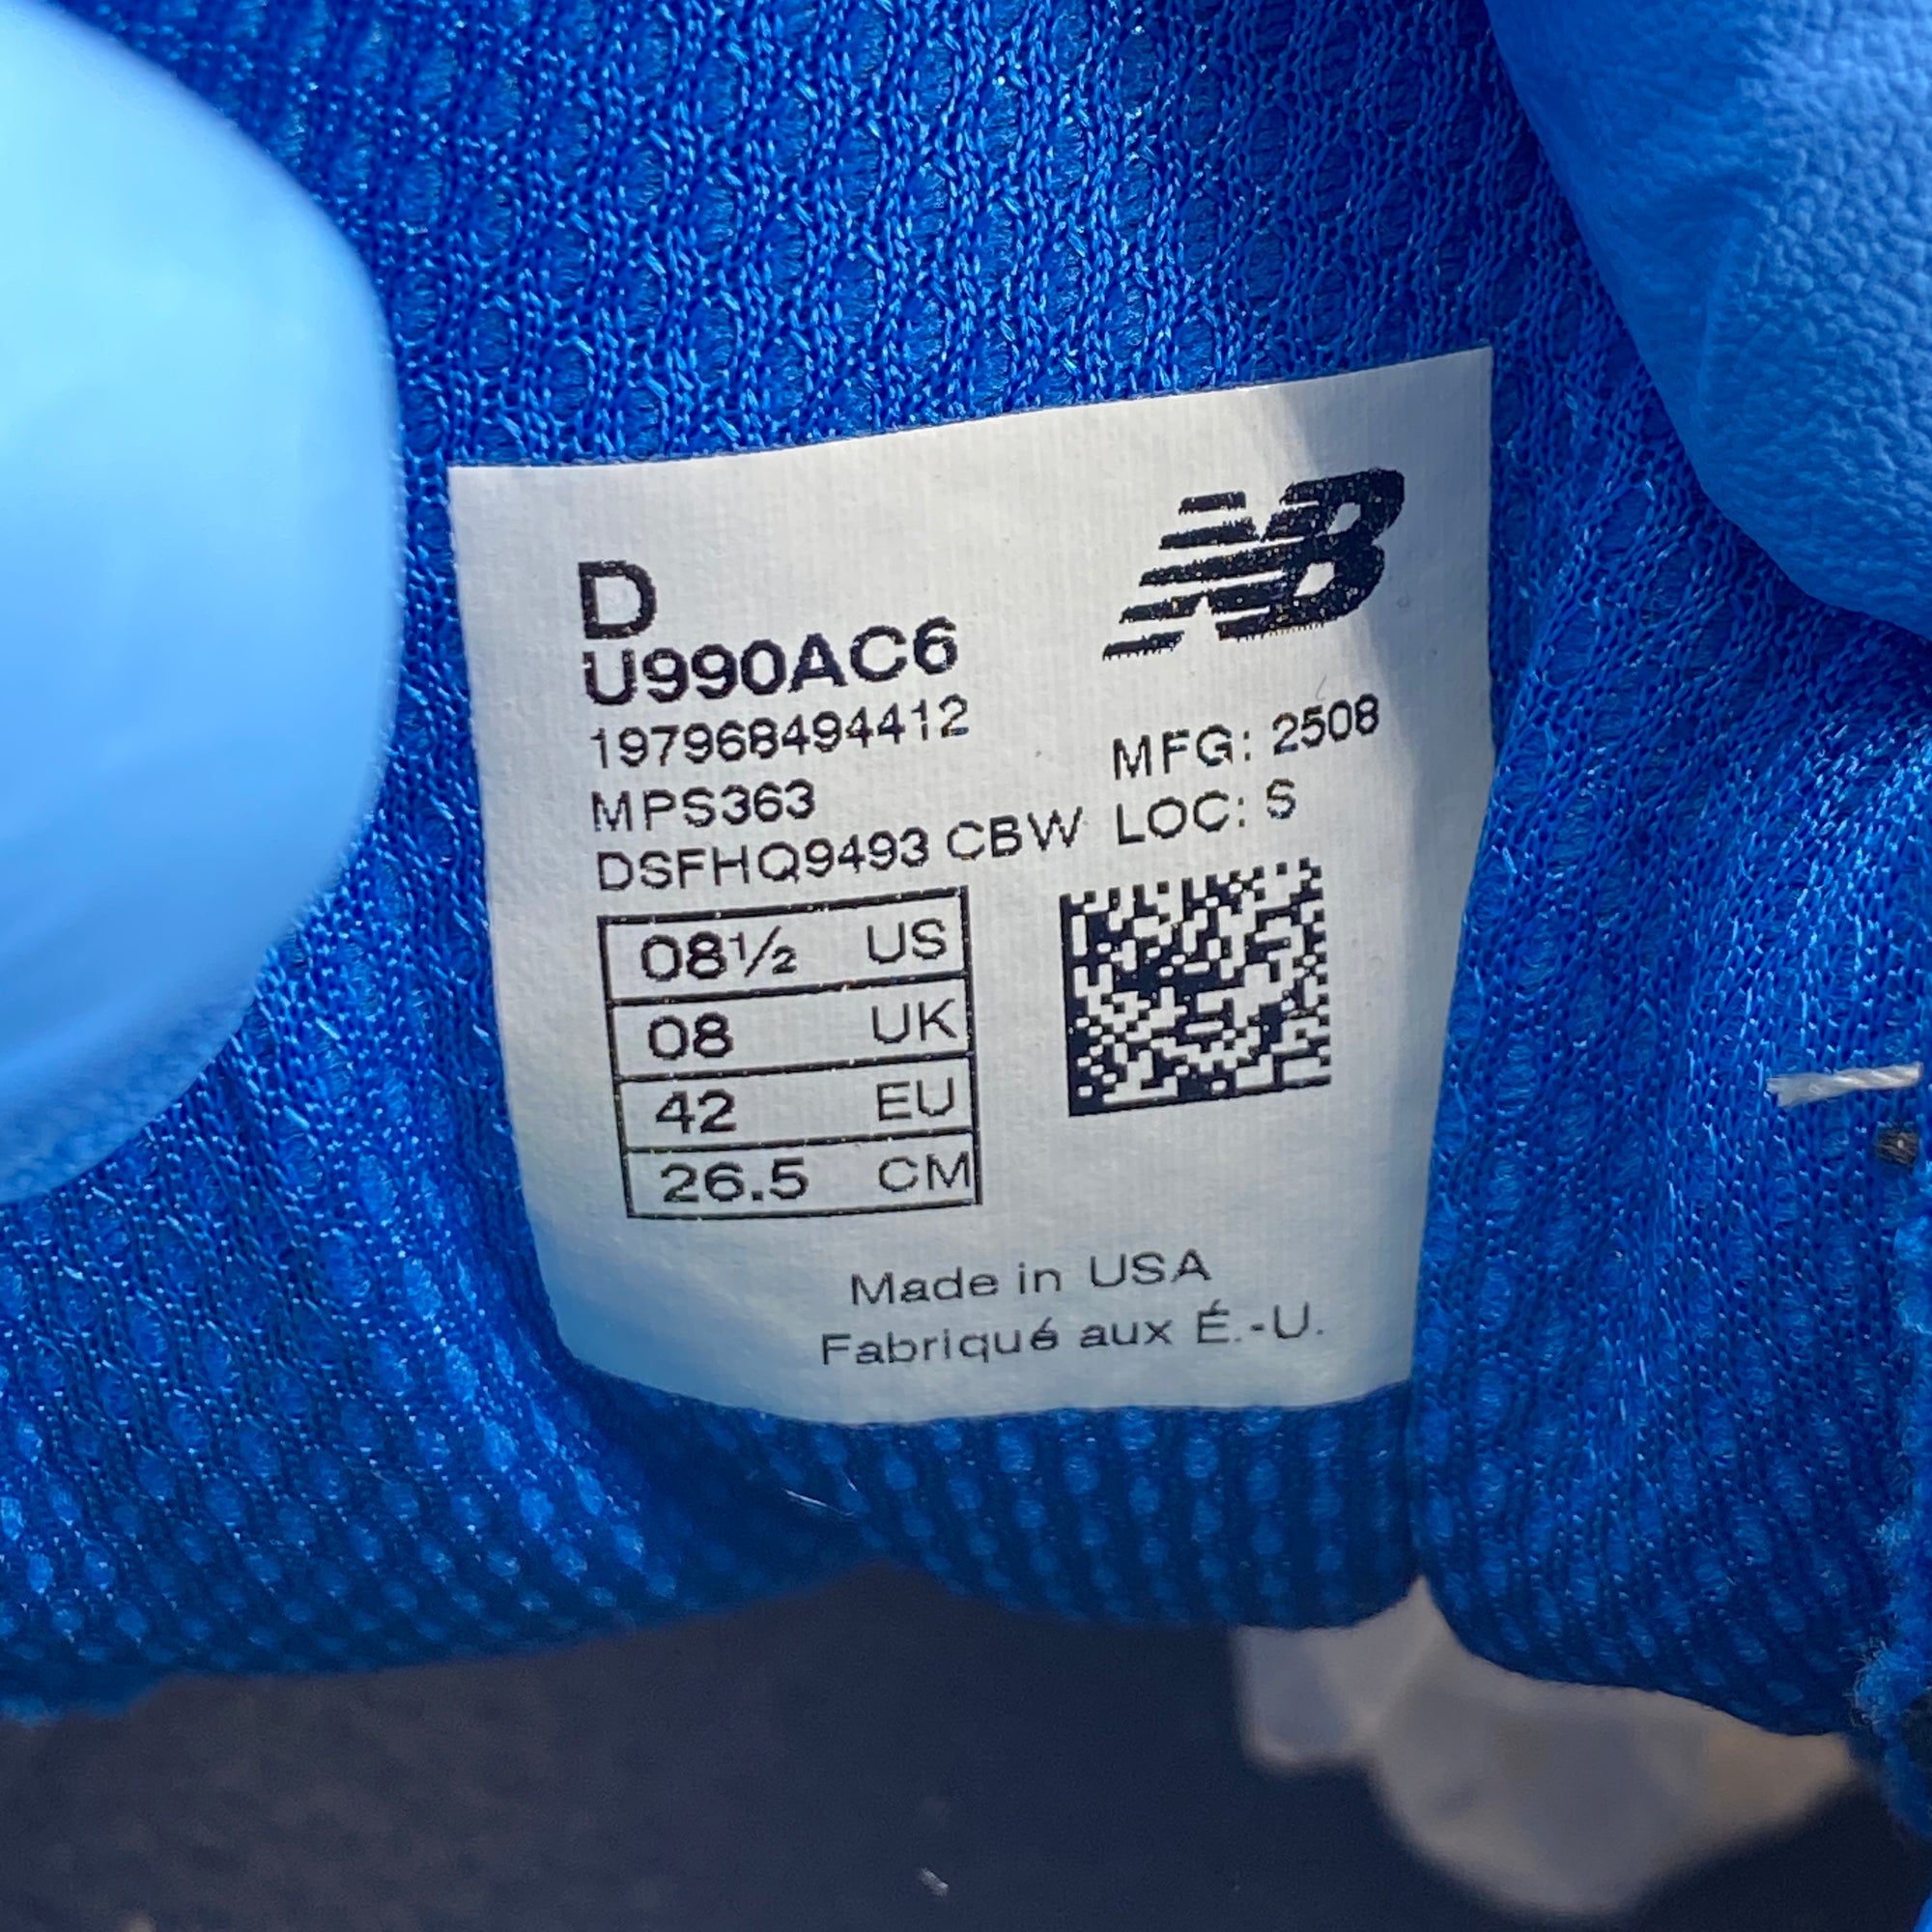 NB
D
U990AC6
197968494412
MFG: 2508
MPS363
LOC: S
DSFHQ9493 CBW
08½ US
08 UK
42 EU
26.5 CM
Made in USA
Fabriqué aux É.-U.